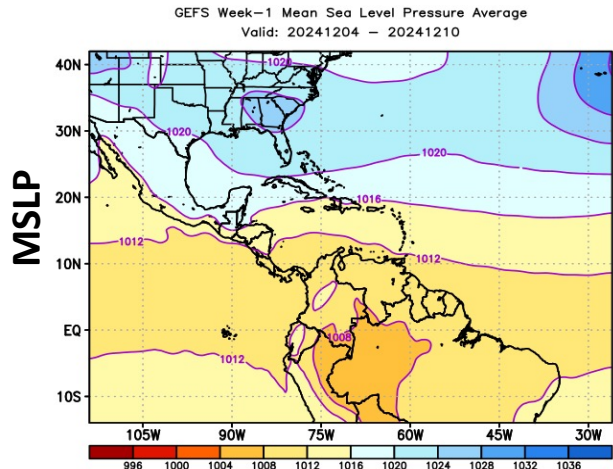 GEFS Week-1 Mean Sea Level Pressure Average
Valid: 20241204 - 20241210
MSLP
40N
30N
20N
10N
EQ
10S
1020
1020
1020
1016
1012
1012
1008
1012
105W 90W 75W 60W 45W 30W
996 1000 1004 1008 1012 1016 1020 1024 1028 1032 1036